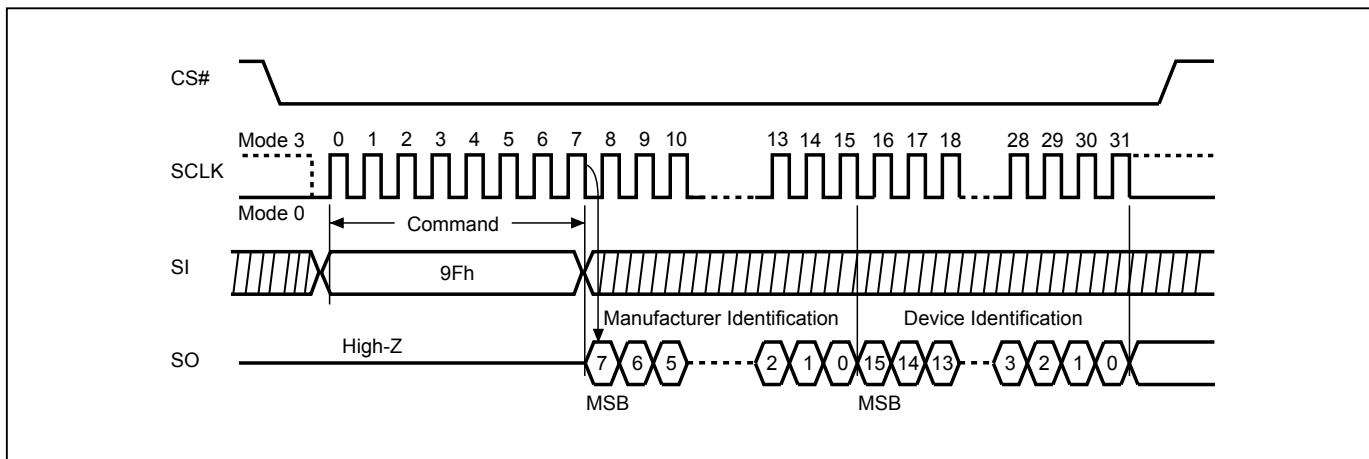 CS#
Mode 3 0 1 2 3 4 5 6 7 8 9 10 13 14 15 16 17 18 28 29 30 31
SCLK
Mode 0
Command
SI
9Fh
Manufacturer Identification Device Identification
High-Z
SO
7 6 5 2 1 0 15 14 13 3 2 1 0
MSB MSB